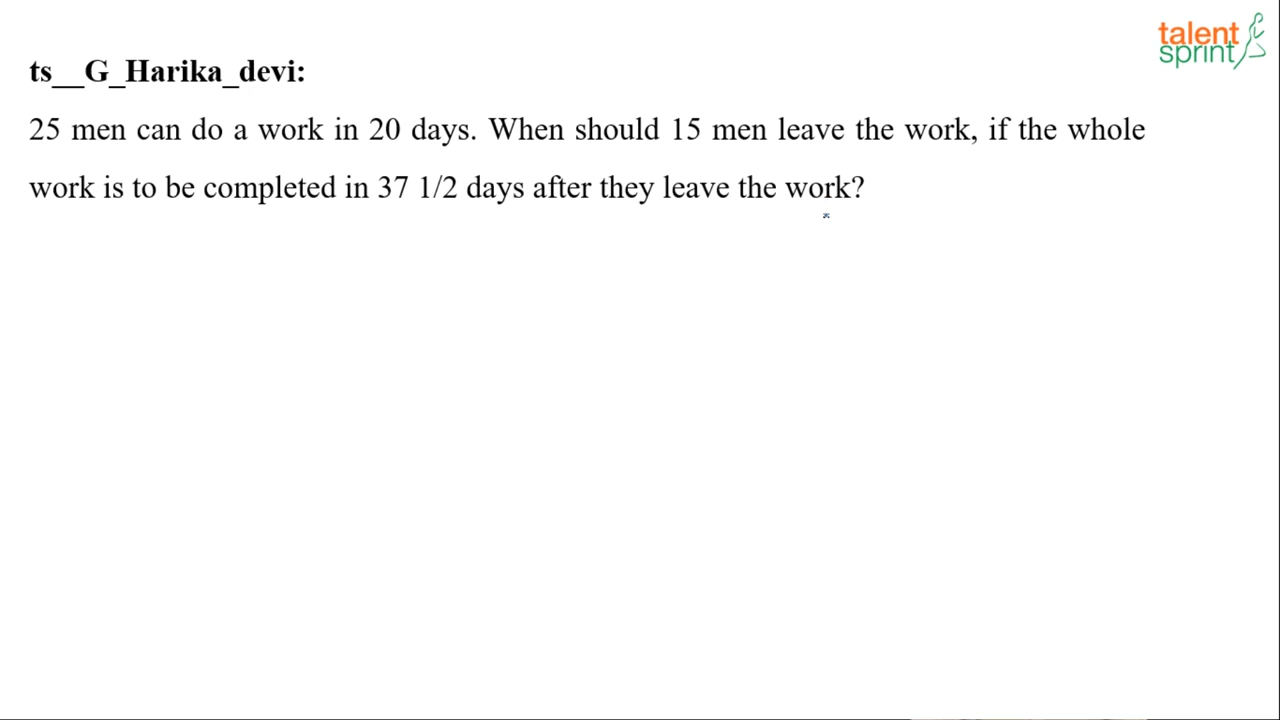 talent
sprint
ts__G_Harika_devi:
25 men can do a work in 20 days. When should 15 men leave the work, if the whole
work is to be completed in 37 1/2 days after they leave the work?